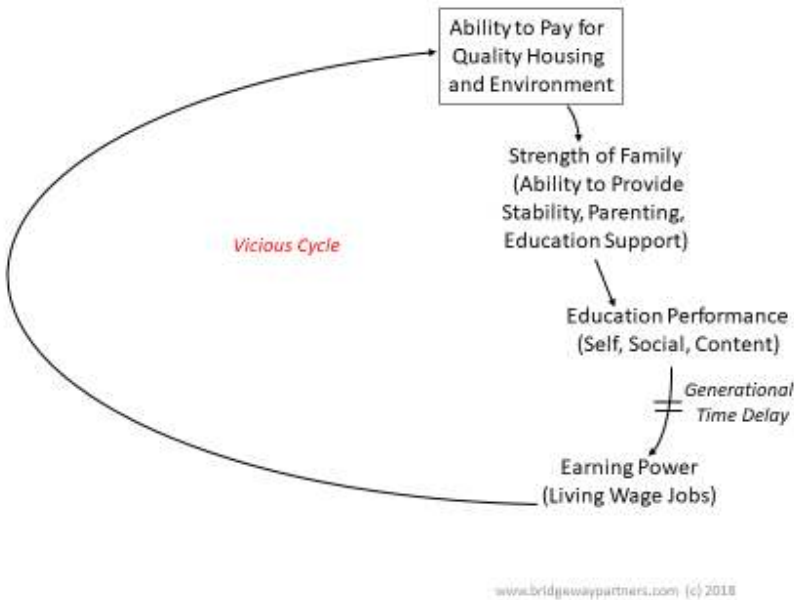 Ability to Pay for
Quality Housing
and Environment
Strength of Family
(Ability to Provide
Stability, Parenting,
Education Support)
Vicious Cycle
Education Performance
(Self, Social, Content)
Generational
Time Delay
Earning Power
(Living Wage Jobs)
www.bridgewaypartners.com (c) 2018